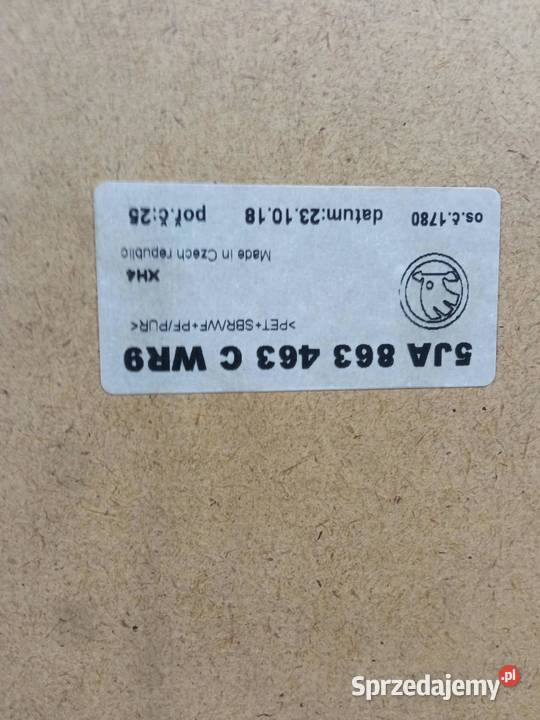 5JA 863 463 C WR9
>PET+SBR/WF+PF/PUR<
XH4
Made in Czech republic
os.č.1780 datum:23.10.18 poř.č:25
Sprzedajemy.pl